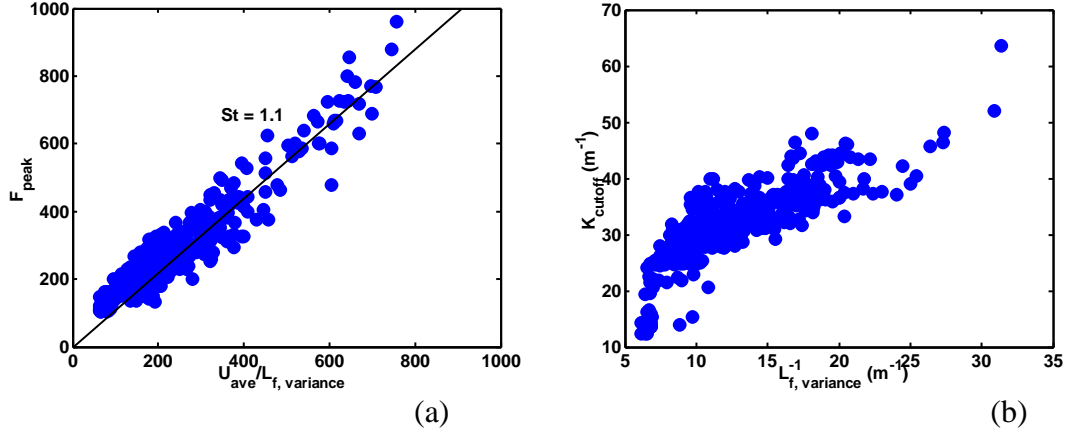 1000
800
600
400
200
0
F_peak
St = 1.1
0 200 400 600 800 1000
U_ave/L_f, variance
(a)
70
60
50
40
30
20
10
K_cutoff (m^-1)
5 10 15 20 25 30 35
L_f, variance^-1 (m^-1)
(b)